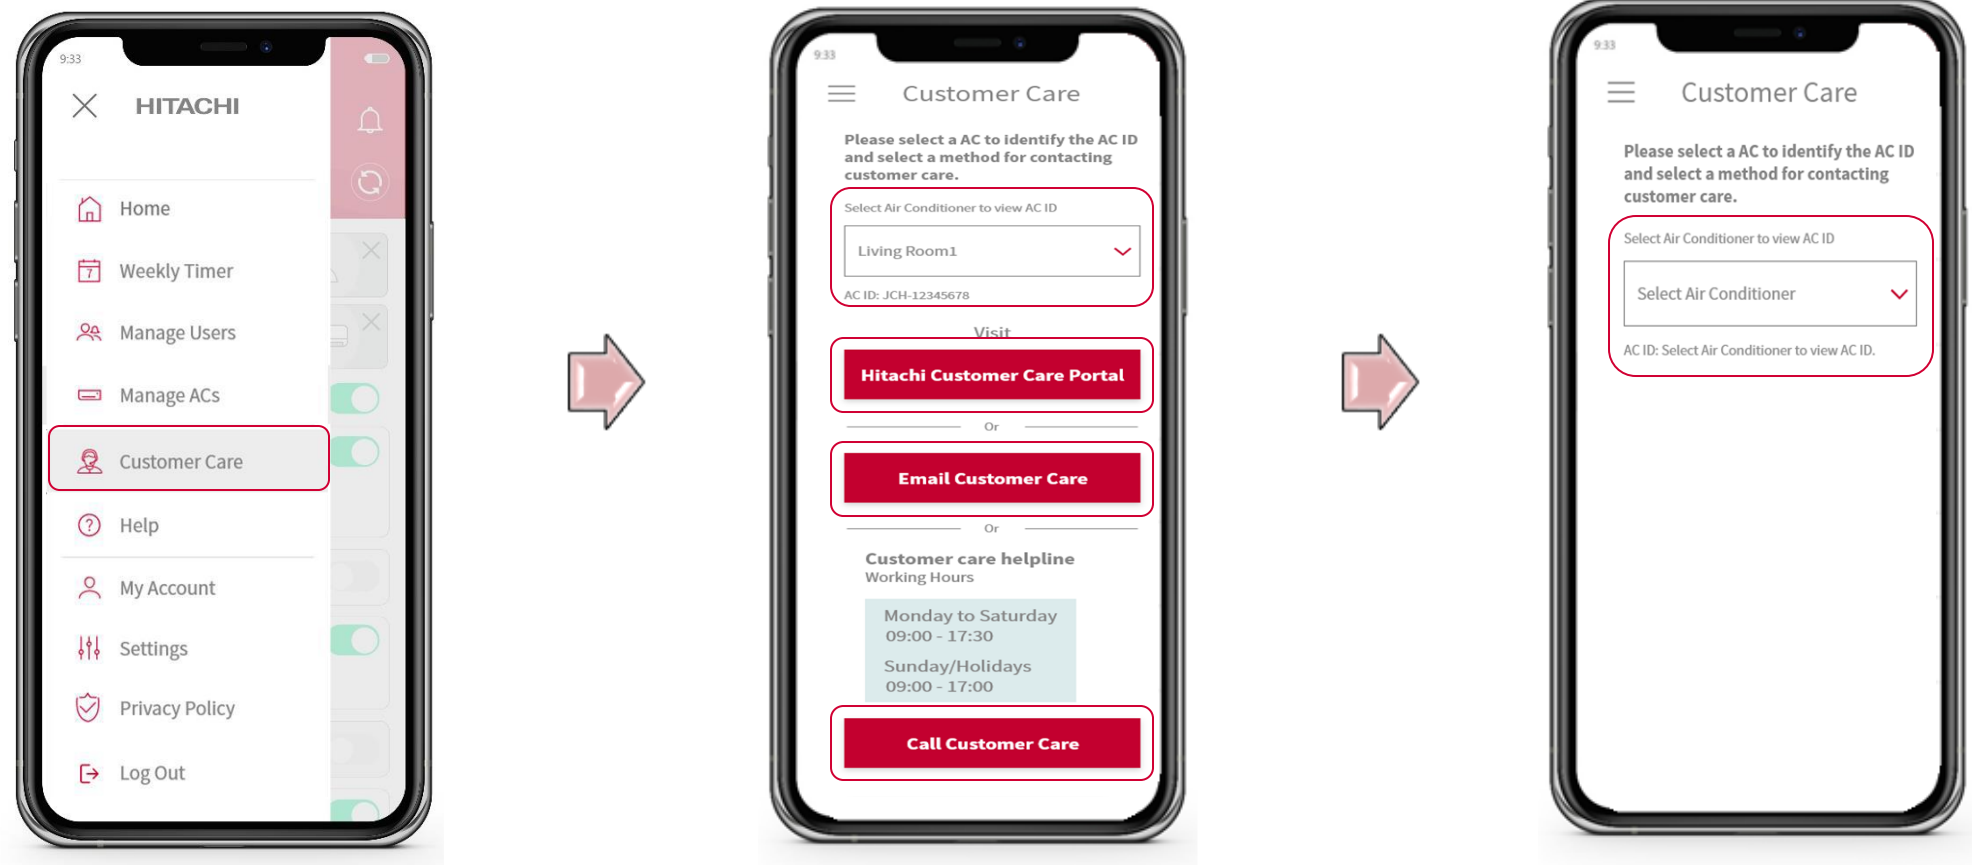 9:33
HITACHI
Home
7
Weekly Timer
Manage Users
Manage ACs
Customer Care
Help
My Account
Settings
Privacy Policy
Log Out
9:33
Customer Care
Please select a AC to identify the AC ID
and select a method for contacting
customer care.
Select Air Conditioner to view AC ID
Living Room1
AC ID: JCH-12345678
Visit
Hitachi Customer Care Portal
Or
Email Customer Care
Or
Customer care helpline
Working Hours
Monday to Saturday
09:00 - 17:30
Sunday/Holidays
09:00 - 17:00
Call Customer Care
9:33
Customer Care
Please select a AC to identify the AC ID
and select a method for contacting
customer care.
Select Air Conditioner to view AC ID
Select Air Conditioner
AC ID: Select Air Conditioner to view AC ID.